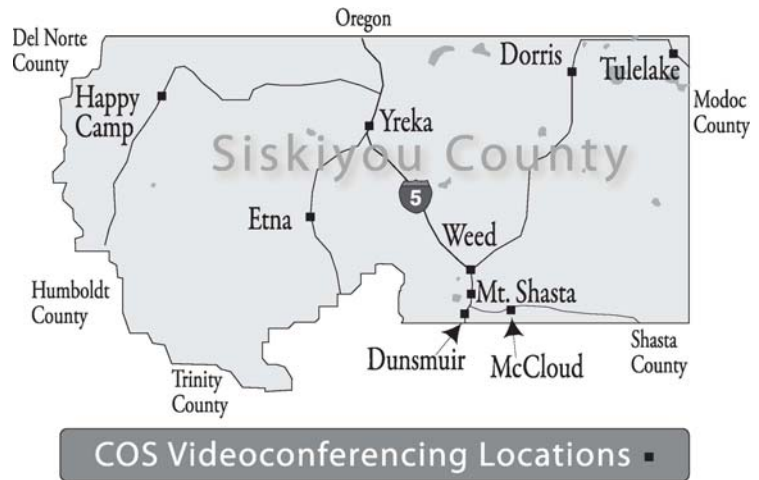 Oregon
Del Norte
County
Dorris
Tulelake
Happy
Camp
Modoc
County
Yreka
Siskiyou County
5
Etna
Weed
Humboldt
County
Mt. Shasta
Shasta
County
Dunsmuir
McCloud
Trinity
County
COS Videoconferencing Locations